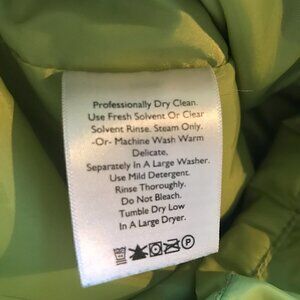 Professionally Dry Clean.
Use Fresh Solvent Or Clear
Solvent Rinse. Steam Only.
-Or- Machine Wash Warm
Delicate.
Separately In A Large Washer.
Use Mild Detergent.
Rinse Thoroughly.
Do Not Bleach.
Tumble Dry Low
In A Large Dryer.
P